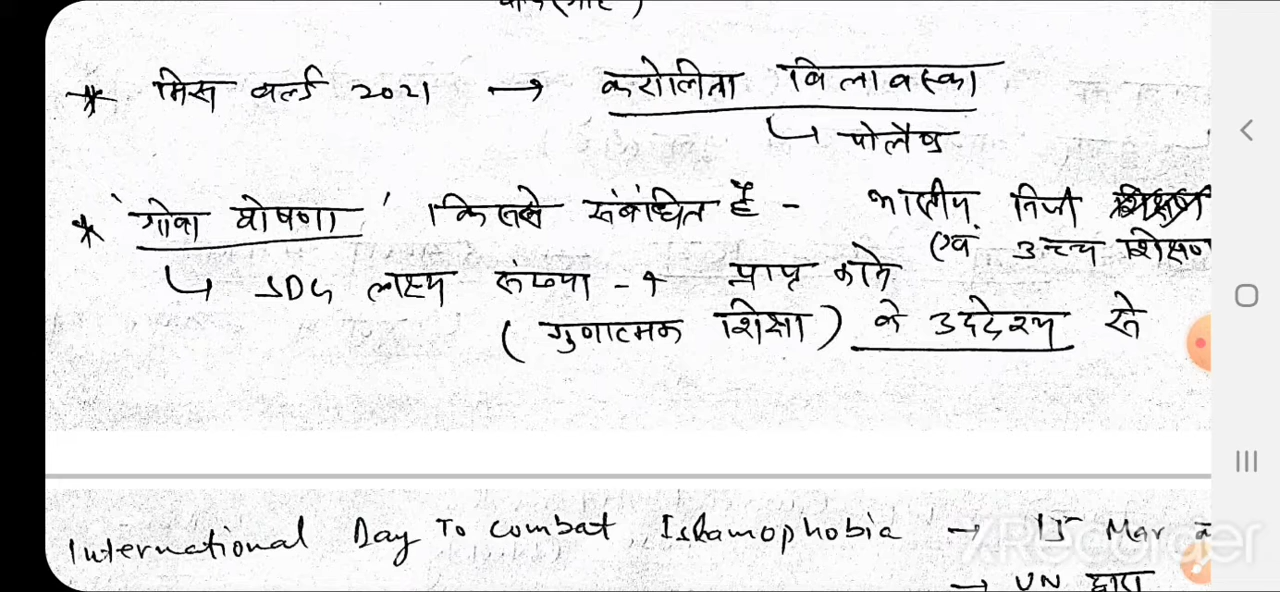 * मिस वर्ल्ड 2021 → करोलिना बिलावस्का
↳ पोलैण्ड
* 'गोवा घोषणा' किससे संबंधित है - भारतीय निजी
एवं उच्च शिक्षण
↳ SDG लक्ष्य संख्या - 4 प्राप्त करने
(गुणात्मक शिक्षा) के उद्देश्य से
International Day To combat Islamophobia → 15 Mar
→ UN द्वारा
XRecorder